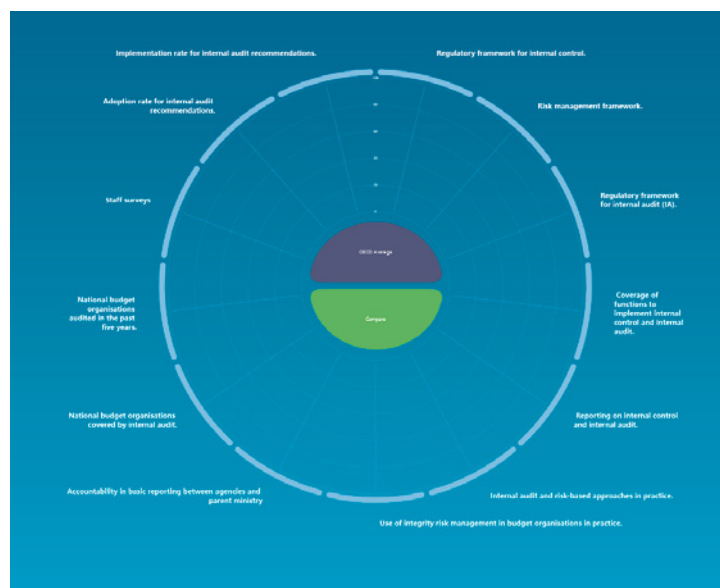 Implementation rate for internal audit recommendations.
Regulatory framework for internal control.
Adoption rate for internal audit
recommendations.
Risk management framework.
Staff surveys
Regulatory framework
for internal audit (IA).
National budget
organisations
audited in the past
five years.
Coverage of
functions to
implement internal
control and internal
audit.
OECD Average
Compare
National budget organisations
covered by internal audit.
Reporting on internal control
and internal audit.
Accountability in basic reporting between agencies and
parent ministry
Internal audit and risk-based approaches in practice.
Use of integrity risk management in budget organisations in practice.